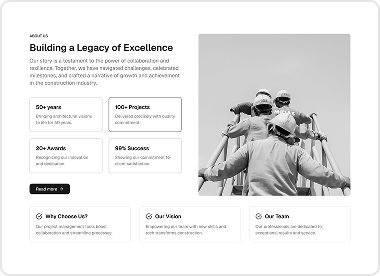 ABOUT US
Building a Legacy of Excellence
Our story is a testament to the power of collaboration and
resilience. Together, we have navigated challenges, celebrated
milestones, and crafted a narrative of growth and achievement
in the construction industry.
50+ years
Bringing architectural visions
to life for 50 years.
100+ Projects
Delivered precisely with quality
commitment.
20+ Awards
Recognizing our innovation
and dedication.
99% Success
Showing our commitment to
client satisfaction.
Read more →
Why Choose Us?
Our project management tools boost
collaboration and streamline processes.
Our Vision
Empowering our team with new skills and
tech transforms construction.
Our Team
Our professionals are dedicated to
exceptional results and service.